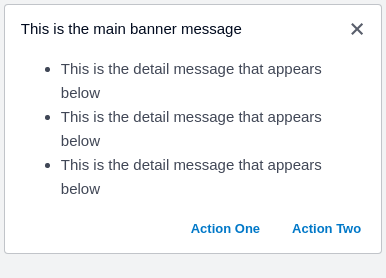 This is the main banner message
This is the detail message that appears
below
This is the detail message that appears
below
This is the detail message that appears
below
Action One Action Two